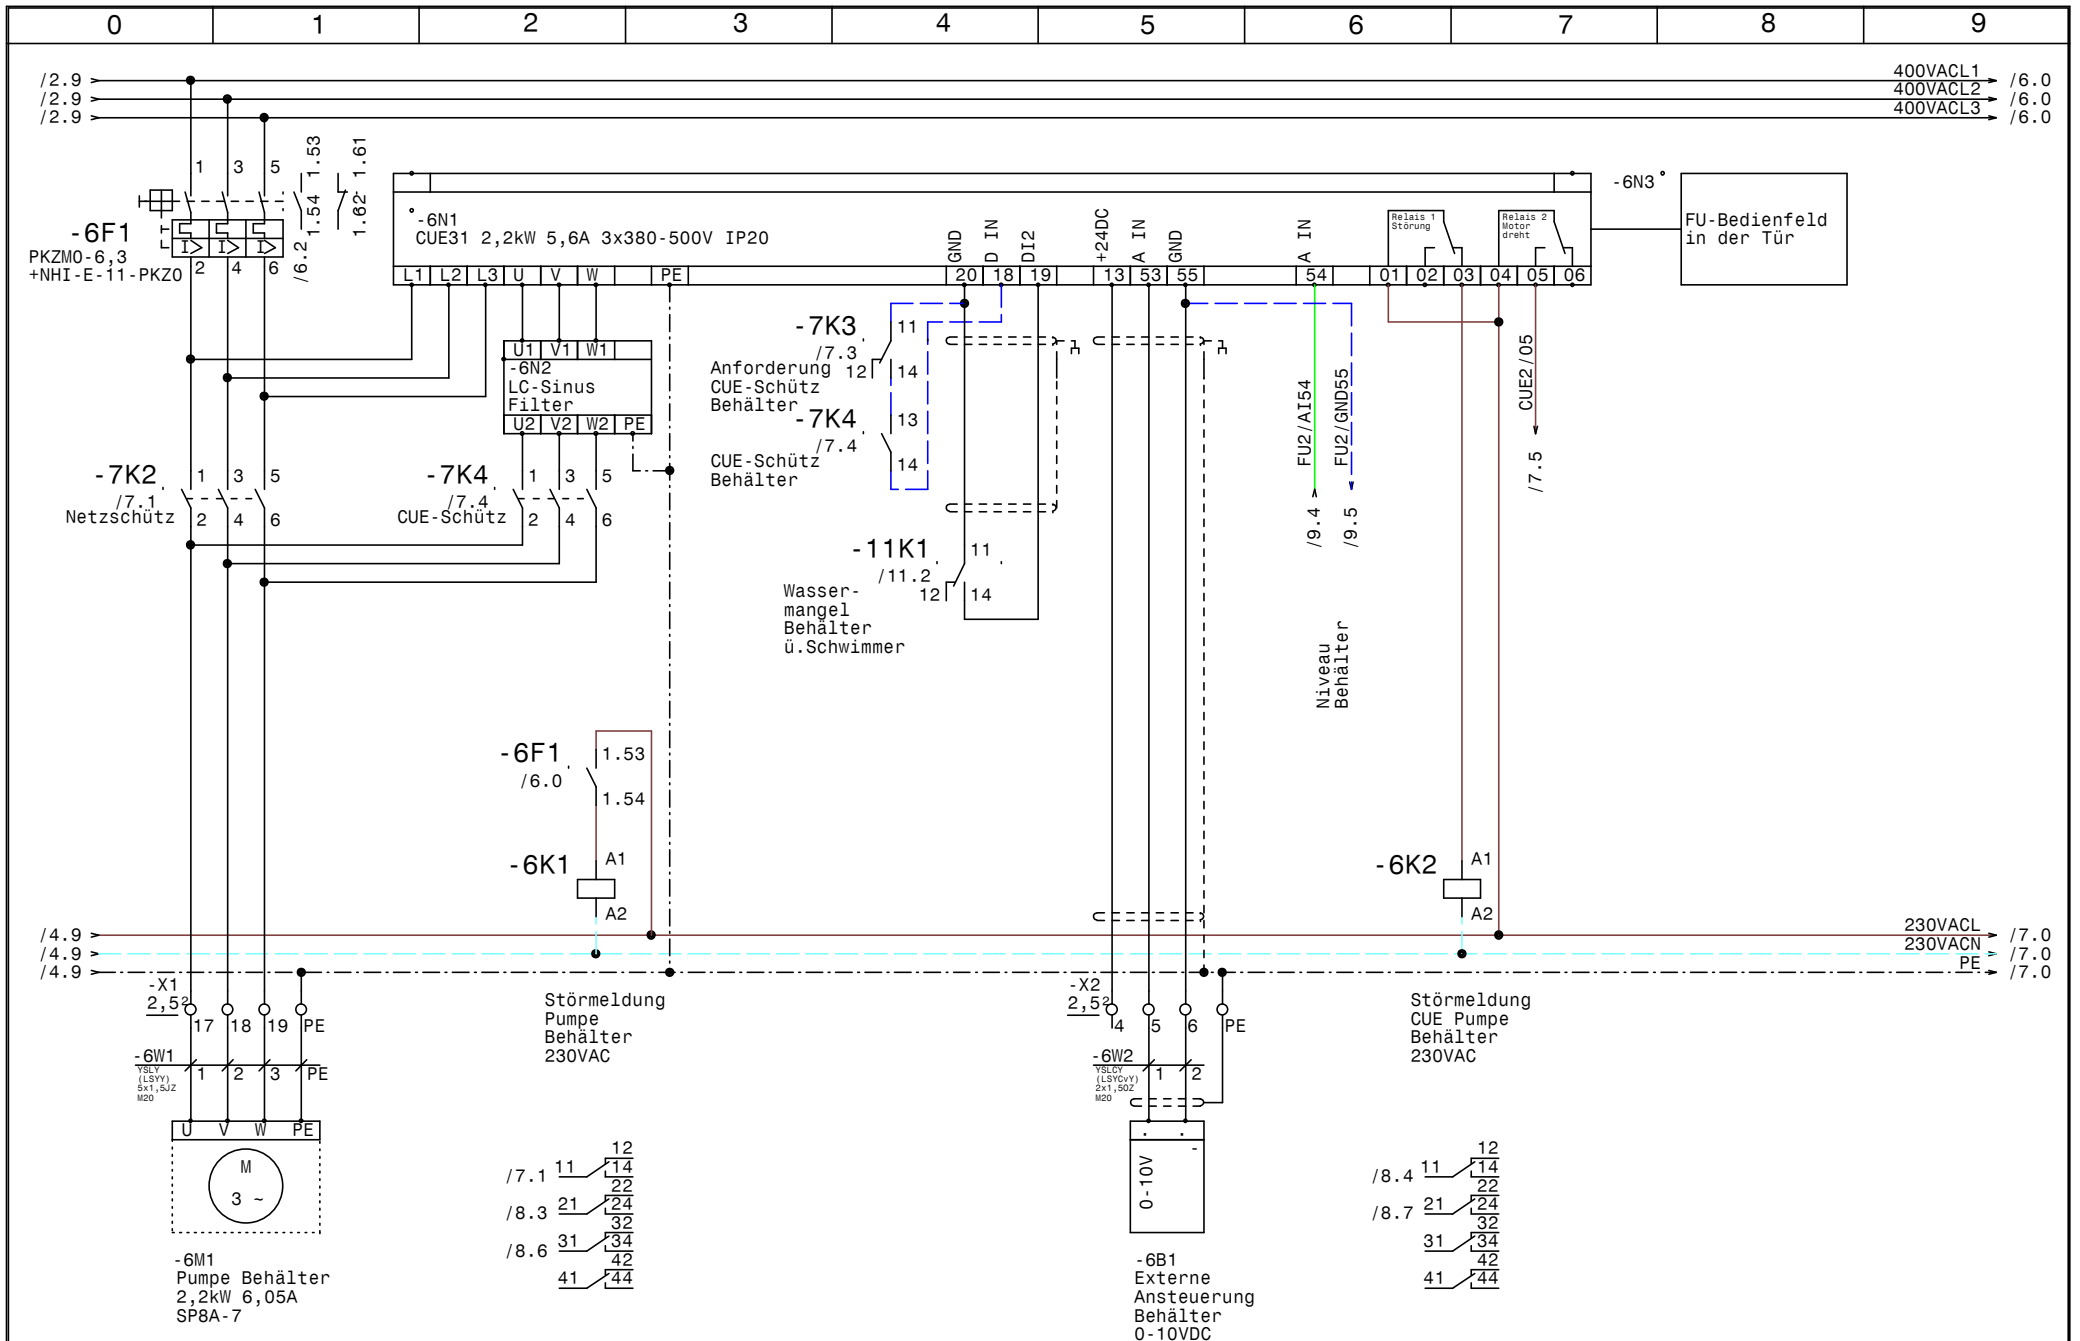 0 1 2 3 4 5 6 7 8 9
/2.9 400VACL1 /6.0
/2.9 400VACL2 /6.0
/2.9 400VACL3 /6.0
1 3 5
1.53
1.54
1.61
1.62
-6F1
PKZM0-6,3
+NHI-E-11-PKZ0
I> I> I>
2 4 6
/6.2
-6N1
CUE31 2,2kW 5,6A 3x380-500V IP20
GND D IN DI2 +24DC A IN GND A IN
Relais 1
Störung
Relais 2
Motor
dreht
L1 L2 L3 U V W PE 20 18 19 13 53 55 54 01 02 03 04 05 06
-6N3
FU-Bedienfeld
in der Tür
U1 V1 W1
-6N2
LC-Sinus
Filter
U2 V2 W2 PE
-7K3
/7.3
11
12 14
Anforderung
CUE-Schütz
Behälter
-7K4
/7.4
13
14
CUE-Schütz
Behälter
FU2/AI54
/9.4
FU2/GND55
/9.5
CUE2/05
/7.5
-7K2
/7.1
Netzschütz
1 3 5
2 4 6
-7K4
/7.4
CUE-Schütz
1 3 5
2 4 6
-11K1
/11.2
11
12 14
Wasser-
mangel
Behälter
ü.Schwimmer
Niveau
Behälter
-6F1
/6.0
1.53
1.54
-6K1
A1
A2
-6K2
A1
A2
/4.9 230VACL /7.0
/4.9 230VACN /7.0
/4.9 PE /7.0
-X1
2,5²
17 18 19 PE
-6W1
YSLY
(LSYY)
5x1,5JZ
M20
1 2 3 PE
U V W PE
M
3 ~
-6M1
Pumpe Behälter
2,2kW 6,05A
SP8A-7
Störmeldung
Pumpe
Behälter
230VAC
12
/7.1 11 14
22
/8.3 21 24
32
/8.6 31 34
42
41 44
-X2
2,5²
4 5 6 PE
-6W2
YSLCY
(LSYCvY)
2x1,5OZ
M20
1 2
. .
-
0-10V
-6B1
Externe
Ansteuerung
Behälter
0-10VDC
Störmeldung
CUE Pumpe
Behälter
230VAC
12
/8.4 11 14
22
/8.7 21 24
32
31 34
42
41 44